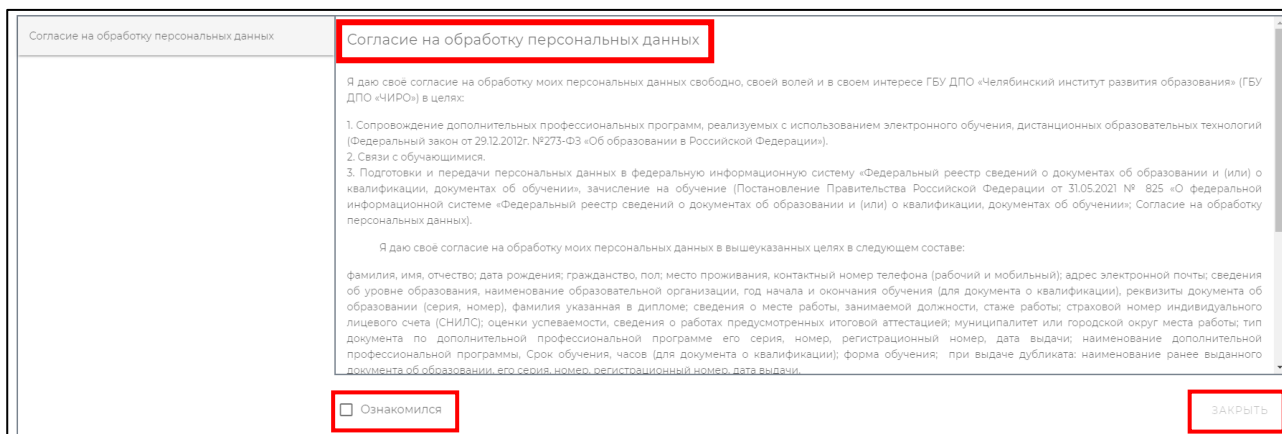 Согласие на обработку персональных данных
Согласие на обработку персональных данных
Я даю своё согласие на обработку моих персональных данных свободно, своей волей и в своем интересе ГБУ ДПО «Челябинский институт развития образования» (ГБУ
ДПО «ЧИРО») в целях:
1. Сопровождение дополнительных профессиональных программ, реализуемых с использованием электронного обучения, дистанционных образовательных технологий
(Федеральный закон от 29.12.2012г. №273-ФЗ «Об образовании в Российской Федерации»).
2. Связи с обучающимися.
3. Подготовки и передачи персональных данных в федеральную информационную систему «Федеральный реестр сведений о документах об образовании и (или) о
квалификации, документах об обучении», зачисление на обучение (Постановление Правительства Российской Федерации от 31.05.2021 № 825 «О федеральной
информационной системе «Федеральный реестр сведений о документах об образовании и (или) о квалификации, документах об обучении»; Согласие на обработку
персональных данных).
Я даю своё согласие на обработку моих персональных данных в вышеуказанных целях в следующем составе:
фамилия, имя, отчество; дата рождения; гражданство, пол; место проживания, контактный номер телефона (рабочий и мобильный); адрес электронной почты; сведения
об уровне образования, наименование образовательной организации, год начала и окончания обучения (для документа о квалификации), реквизиты документа об
образовании (серия, номер), фамилия указанная в дипломе; сведения о месте работы, занимаемой должности, стаже работы; страховой номер индивидуального
лицевого счета (СНИЛС); оценки успеваемости, сведения о работах предусмотренных итоговой аттестацией; муниципалитет или городской округ места работы; тип
документа по дополнительной профессиональной программе его серия, номер, регистрационный номер, дата выдачи; наименование дополнительной
профессиональной программы, Срок обучения, часов (для документа о квалификации); форма обучения; при выдаче дубликата: наименование ранее выданного
документа об образовании, его серия, номер, регистрационный номер, дата выдачи.
Ознакомился
ЗАКРЫТЬ